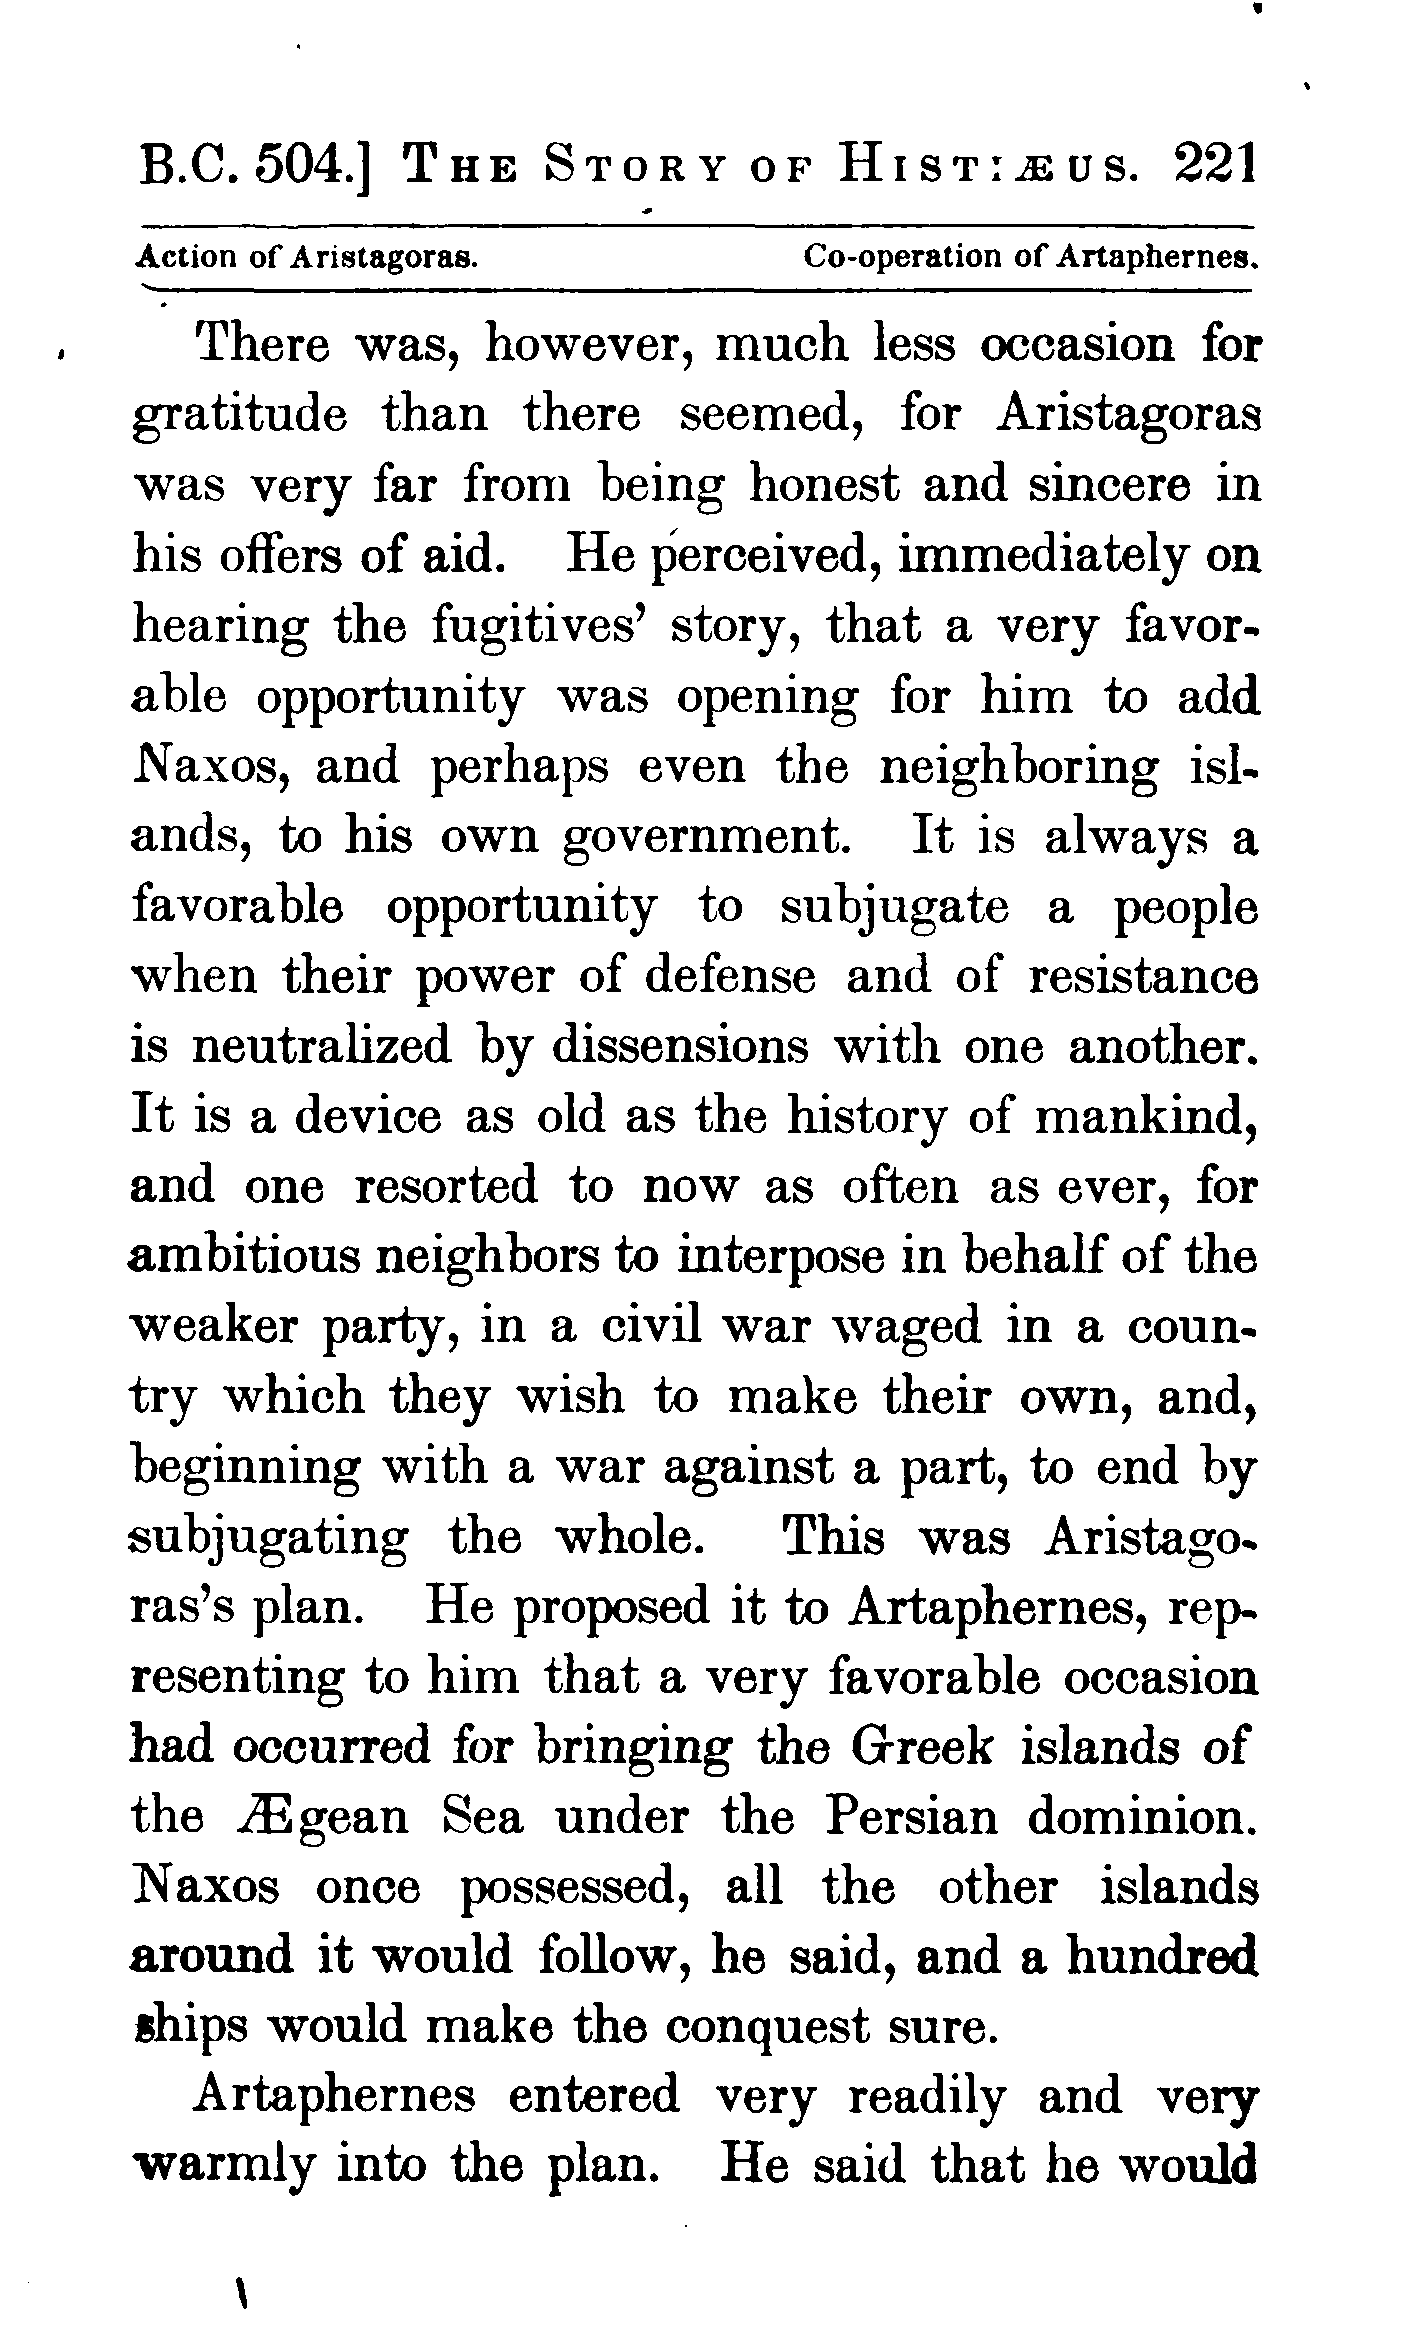 B.C. 504.] THE STORY OF HISTIÆUS. 221
Action of Aristagoras. Co-operation of Artaphernes.
There was, however, much less occasion for
gratitude than there seemed, for Aristagoras
was very far from being honest and sincere in
his offers of aid. He perceived, immediately on
hearing the fugitives' story, that a very favor-
able opportunity was opening for him to add
Naxos, and perhaps even the neighboring isl-
ands, to his own government. It is always a
favorable opportunity to subjugate a people
when their power of defense and of resistance
is neutralized by dissensions with one another.
It is a device as old as the history of mankind,
and one resorted to now as often as ever, for
ambitious neighbors to interpose in behalf of the
weaker party, in a civil war waged in a coun-
try which they wish to make their own, and,
beginning with a war against a part, to end by
subjugating the whole. This was Aristago-
ras's plan. He proposed it to Artaphernes, rep-
resenting to him that a very favorable occasion
had occurred for bringing the Greek islands of
the Ægean Sea under the Persian dominion.
Naxos once possessed, all the other islands
around it would follow, he said, and a hundred
ships would make the conquest sure.
Artaphernes entered very readily and very
warmly into the plan. He said that he would